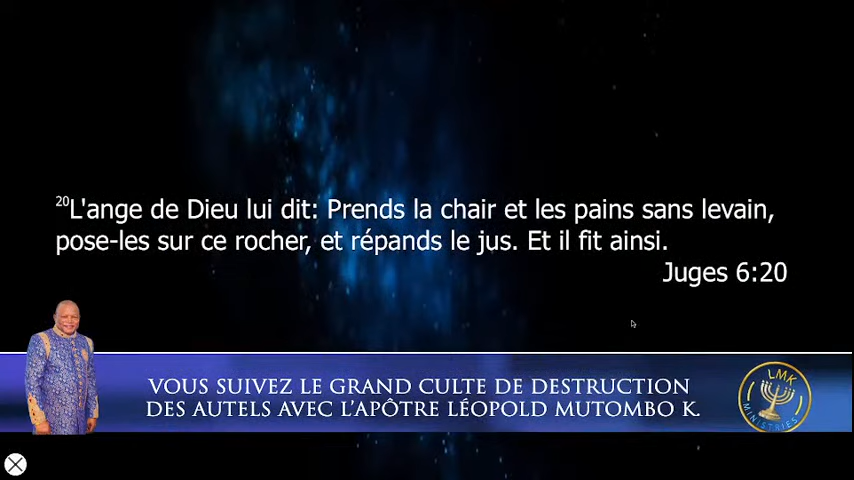 20L'ange de Dieu lui dit: Prends la chair et les pains sans levain,
pose-les sur ce rocher, et répands le jus. Et il fit ainsi.
Juges 6:20
VOUS SUIVEZ LE GRAND CULTE DE DESTRUCTION
DES AUTELS AVEC L'APÔTRE LÉOPOLD MUTOMBO K.
LMK
MINISTRIES